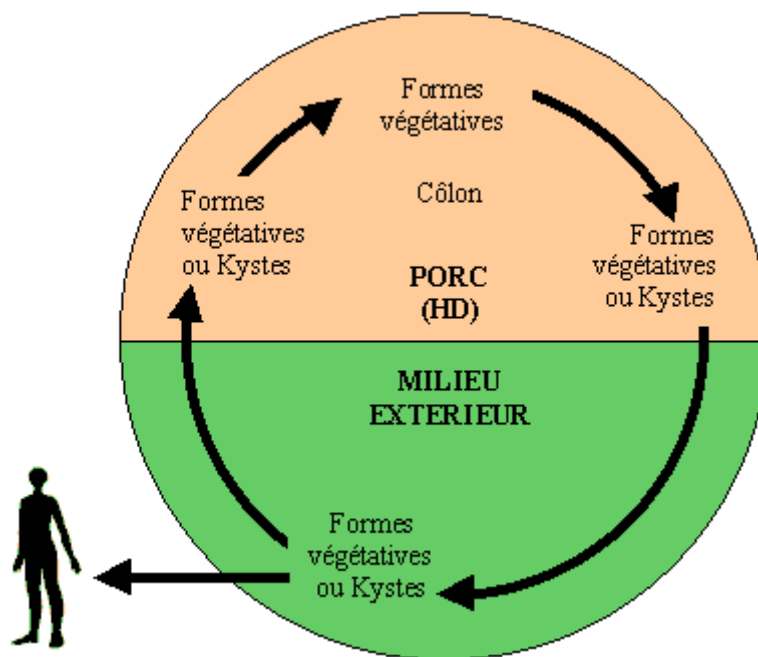 Formes
végétatives
Côlon
Formes
végétatives
ou Kystes
Formes
végétatives
ou Kystes
PORC
(HD)
MILIEU
EXTERIEUR
Formes
végétatives
ou Kystes